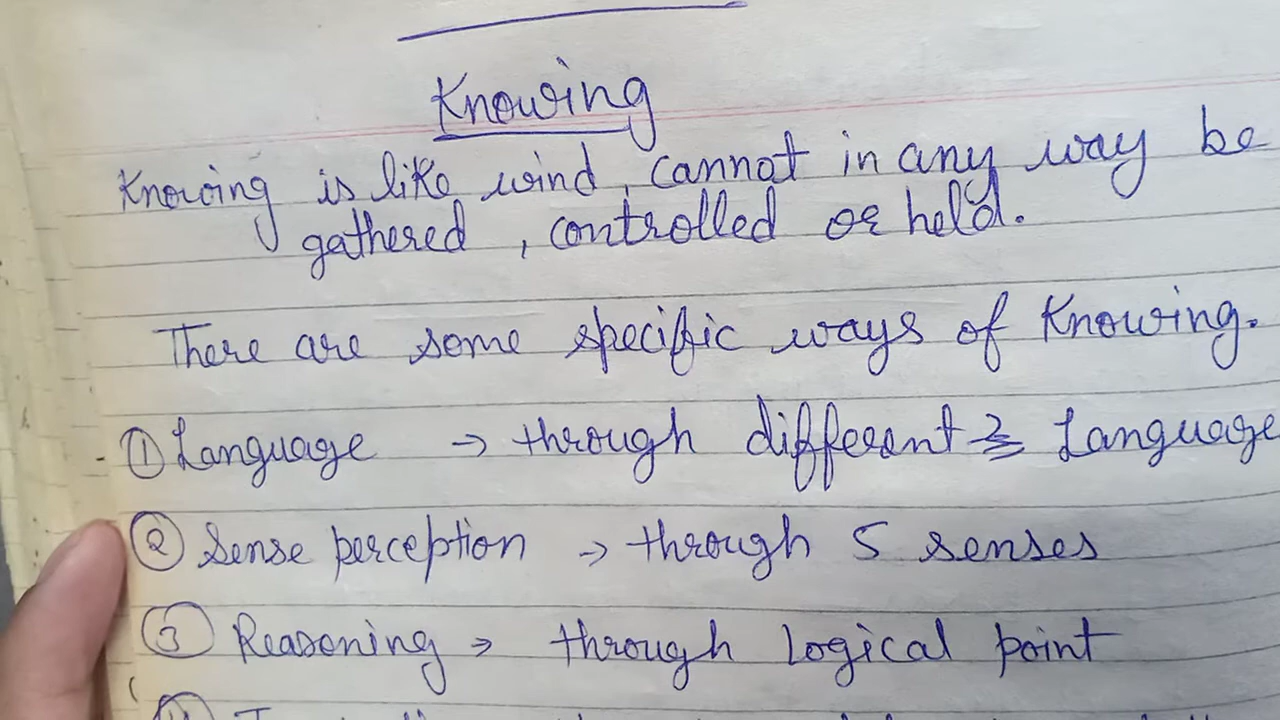 Knowing
Knowing is like wind, cannot in any way be
gathered, controlled or held.
There are some specific ways of Knowing.
① Language → through different Language
② Sense perception → through 5 senses
③ Reasoning → through Logical point